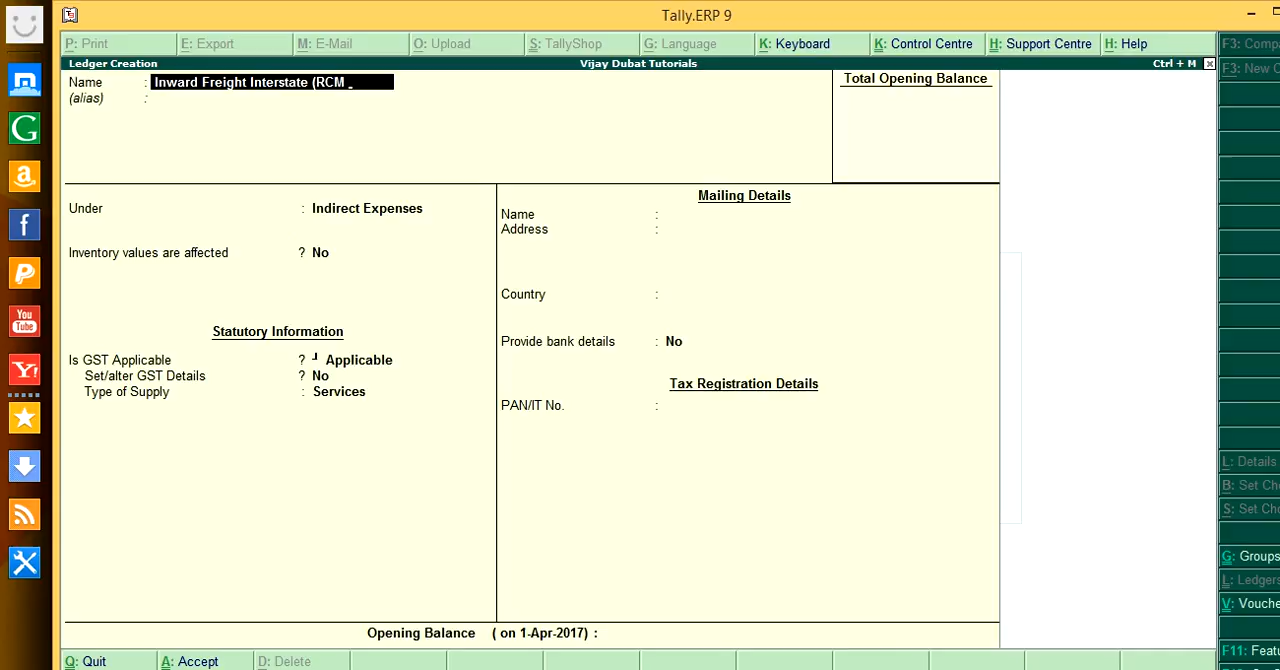 Tally.ERP 9
P: Print E: Export M: E-Mail O: Upload S: TallyShop G: Language K: Keyboard K: Control Centre H: Support Centre H: Help F3: Comp
Ledger Creation Vijay Dubat Tutorials Ctrl + M F3: New C
Name : Inward Freight Interstate (RCM _ Total Opening Balance
(alias) :
Mailing Details
Under : Indirect Expenses
Name :
Address :
Inventory values are affected ? No
Country :
Statutory Information
Provide bank details : No
Is GST Applicable ? Applicable
Set/alter GST Details ? No
Type of Supply : Services
Tax Registration Details
PAN/IT No. :
You Tube
L: Details
B: Set Ch
S: Set Ch
G: Groups
L: Ledgers
V: Vouche
Opening Balance ( on 1-Apr-2017) :
F11: Featu
Q: Quit A: Accept D: Delete